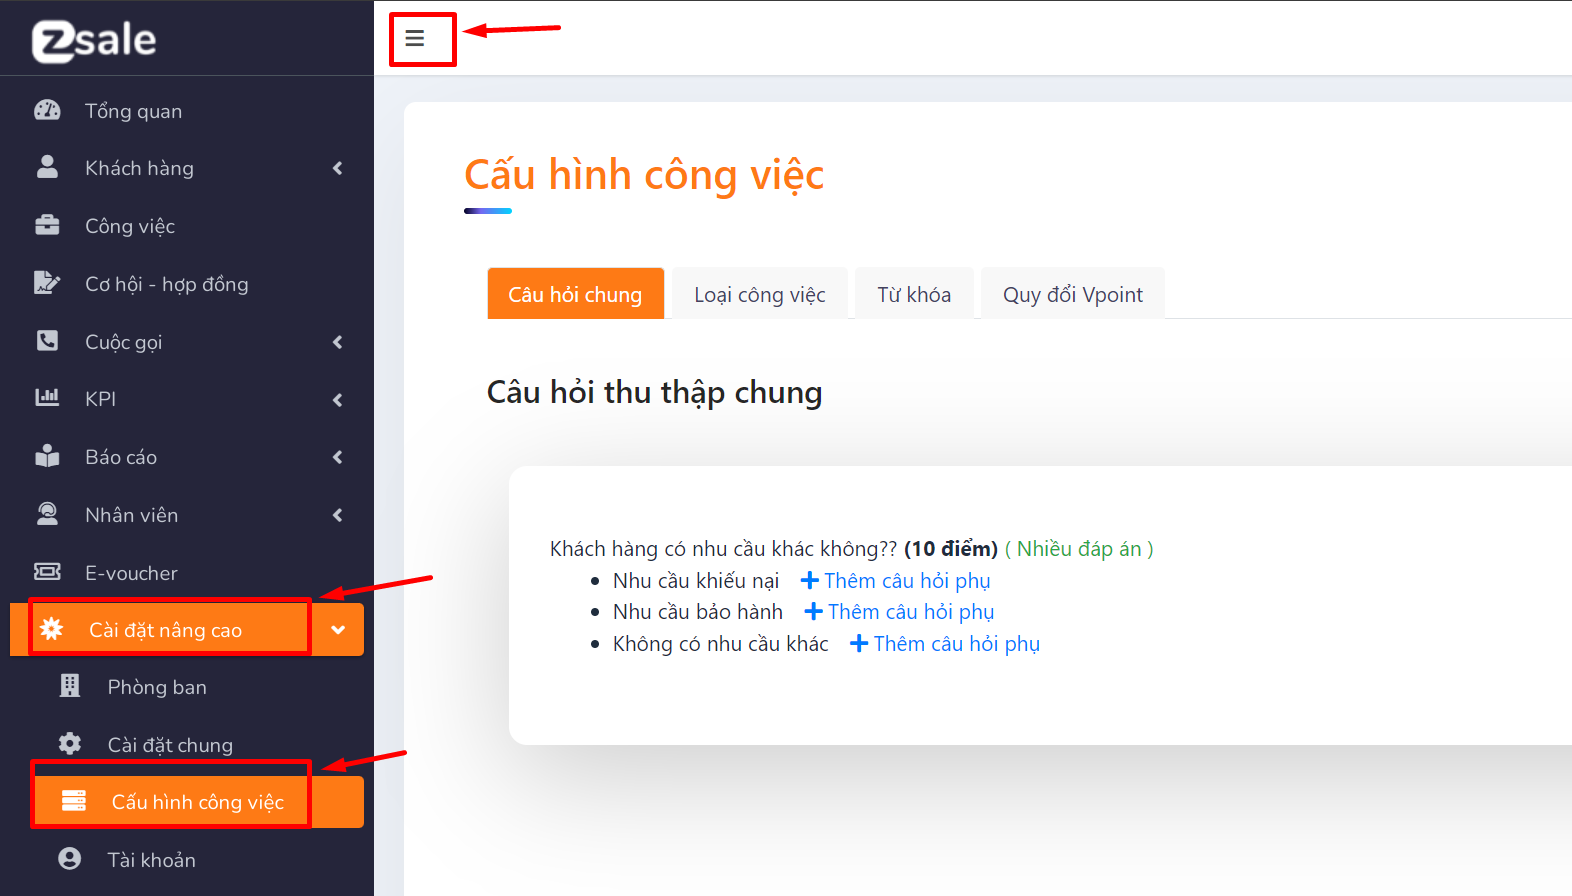 zsale
Tổng quan
Khách hàng
Công việc
Cơ hội - hợp đồng
Cuộc gọi
KPI
Báo cáo
Nhân viên
E-voucher
Cài đặt nâng cao
Phòng ban
Cài đặt chung
Cấu hình công việc
Tài khoản
Cấu hình công việc
Câu hỏi chung
Loại công việc
Từ khóa
Quy đổi Vpoint
Câu hỏi thu thập chung
Khách hàng có nhu cầu khác không?? (10 điểm) ( Nhiều đáp án )
Nhu cầu khiếu nại Thêm câu hỏi phụ
Nhu cầu bảo hành Thêm câu hỏi phụ
Không có nhu cầu khác Thêm câu hỏi phụ